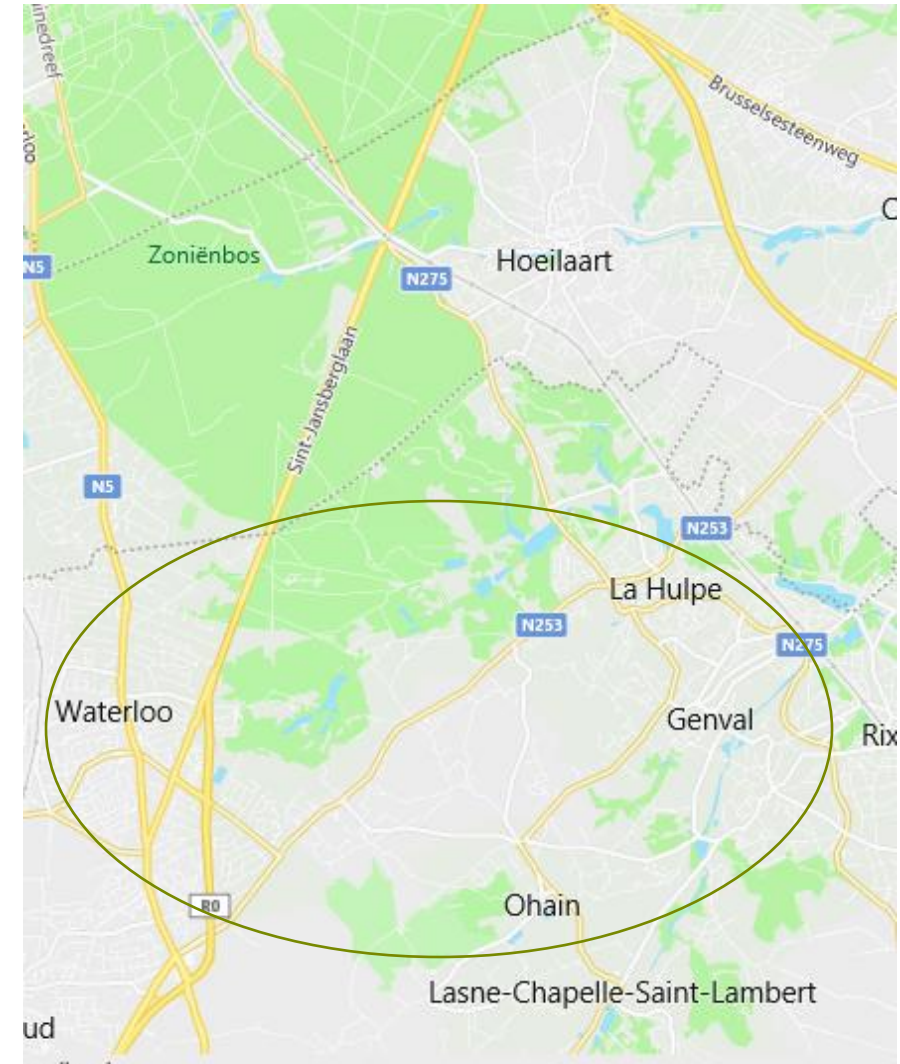 inedreef
Brusselsesteenweg
Zoniënbos
Hoeilaart
N5
N275
Sint-Jansberglaan
N5
N253
La Hulpe
N253
N275
Waterloo
Genval
Rix
R0
Ohain
Lasne-Chapelle-Saint-Lambert
ud